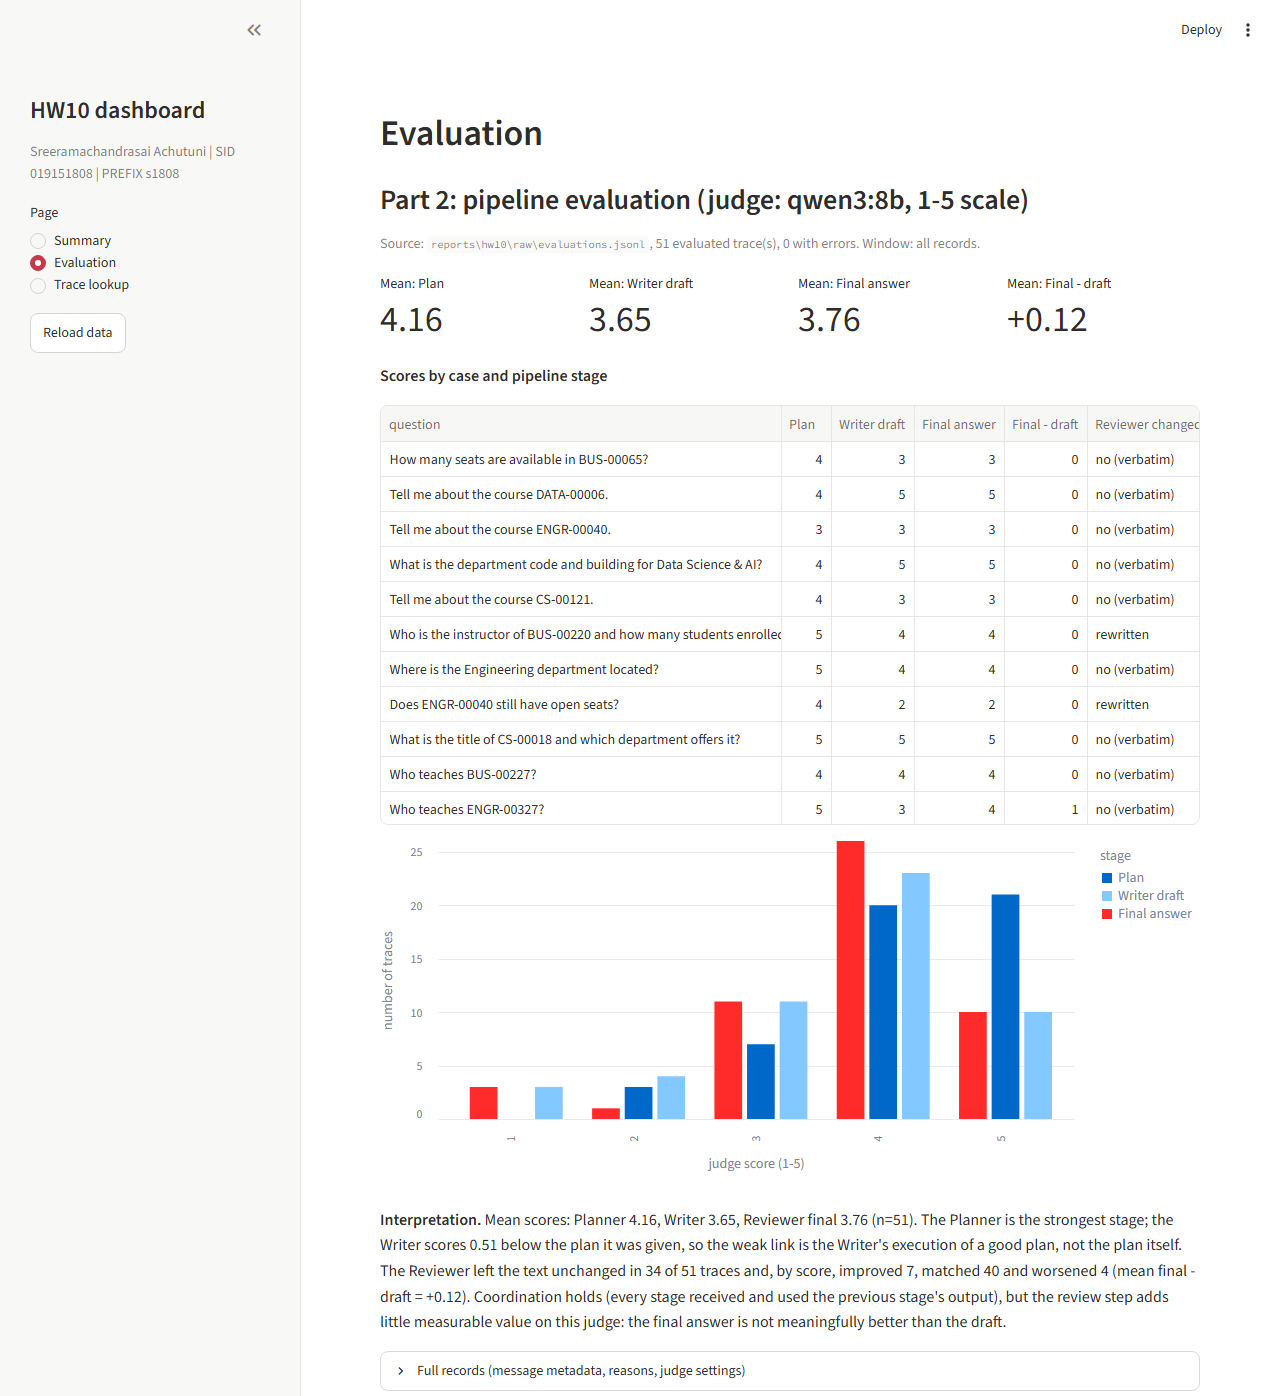 Deploy
HW10 dashboard
Sreeramachandrasai Achutuni | SID
019151808 | PREFIX s1808
Page
Summary
Evaluation
Trace lookup
Reload data
Evaluation
Part 2: pipeline evaluation (judge: qwen3:8b, 1-5 scale)
Source: reports\hw10\raw\evaluations.jsonl , 51 evaluated trace(s), 0 with errors. Window: all records.
Mean: Plan Mean: Writer draft Mean: Final answer Mean: Final - draft
4.16 3.65 3.76 +0.12
Scores by case and pipeline stage
question Plan Writer draft Final answer Final - draft Reviewer changed
How many seats are available in BUS-00065? 4 3 3 0 no (verbatim)
Tell me about the course DATA-00006. 4 5 5 0 no (verbatim)
Tell me about the course ENGR-00040. 3 3 3 0 no (verbatim)
What is the department code and building for Data Science & AI? 4 5 5 0 no (verbatim)
Tell me about the course CS-00121. 4 3 3 0 no (verbatim)
Who is the instructor of BUS-00220 and how many students enrolled 5 4 4 0 rewritten
Where is the Engineering department located? 5 4 4 0 no (verbatim)
Does ENGR-00040 still have open seats? 4 2 2 0 rewritten
What is the title of CS-00018 and which department offers it? 5 5 5 0 no (verbatim)
Who teaches BUS-00227? 4 4 4 0 no (verbatim)
Who teaches ENGR-00327? 5 3 4 1 no (verbatim)
number of traces
25
20
15
10
5
0
1 2 3 4 5
judge score (1-5)
stage
Plan
Writer draft
Final answer
Interpretation. Mean scores: Planner 4.16, Writer 3.65, Reviewer final 3.76 (n=51). The Planner is the strongest stage; the
Writer scores 0.51 below the plan it was given, so the weak link is the Writer's execution of a good plan, not the plan itself.
The Reviewer left the text unchanged in 34 of 51 traces and, by score, improved 7, matched 40 and worsened 4 (mean final -
draft = +0.12). Coordination holds (every stage received and used the previous stage's output), but the review step adds
little measurable value on this judge: the final answer is not meaningfully better than the draft.
Full records (message metadata, reasons, judge settings)